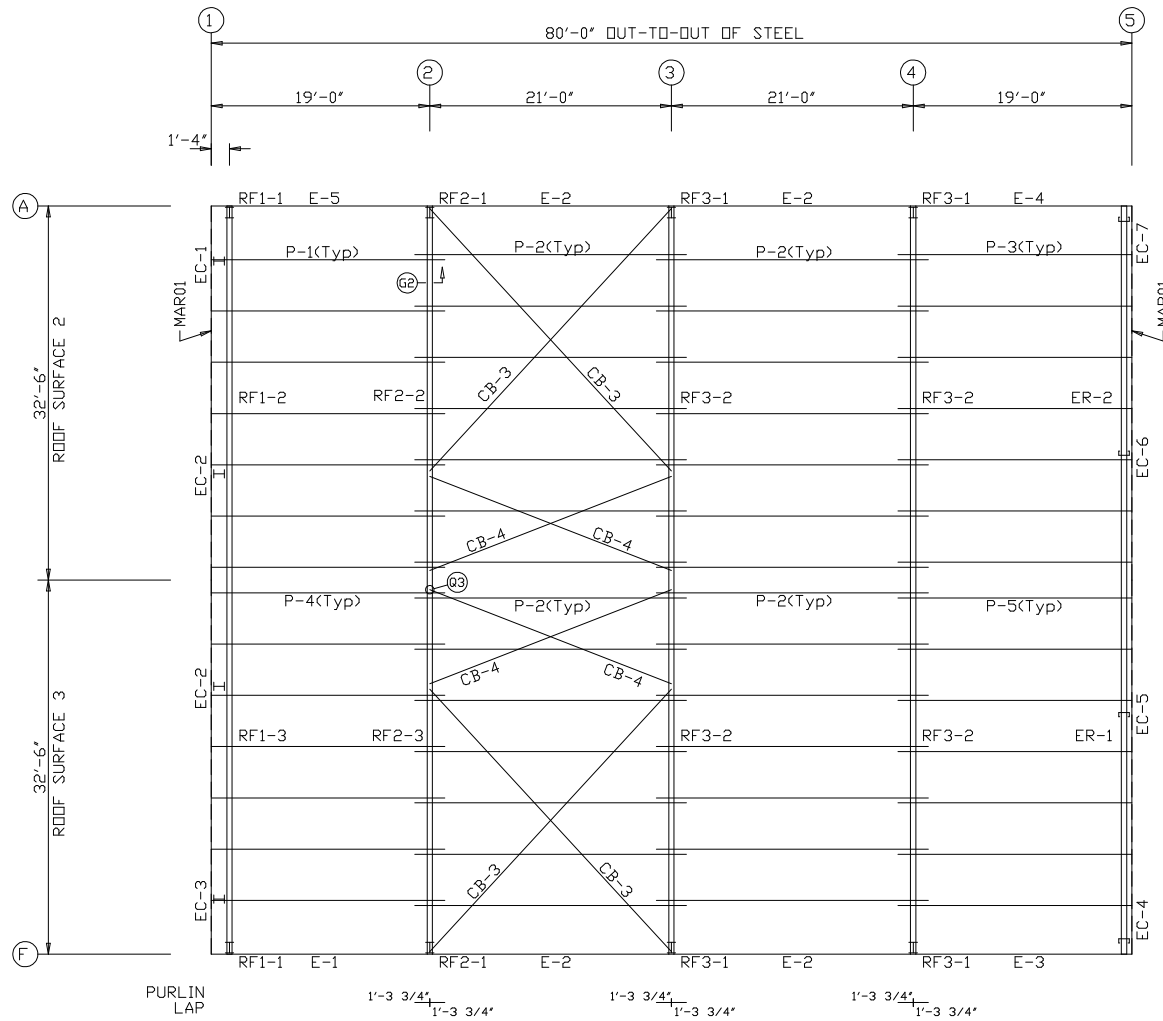 1
5
80'-0" OUT-TO-OUT OF STEEL
2
3
4
19'-0"
21'-0"
21'-0"
19'-0"
1'-4"
A
RF1-1 E-5 RF2-1 E-2 RF3-1 E-2 RF3-1 E-4
EC-1
P-1(Typ)
P-2(Typ)
P-2(Typ)
P-3(Typ)
EC-7
G2
MAR01
MAR01
32'-6"
ROOF SURFACE 2
CB-3
CB-3
RF1-2
RF2-2
RF3-2
RF3-2
ER-2
EC-2
EC-6
CB-4
CB-4
Q3
P-4(Typ)
P-2(Typ)
P-2(Typ)
P-5(Typ)
CB-4
CB-4
EC-2
EC-5
32'-6"
ROOF SURFACE 3
RF1-3
RF2-3
RF3-2
RF3-2
ER-1
CB-3
CB-3
EC-3
EC-4
F
RF1-1 E-1 RF2-1 E-2 RF3-1 E-2 RF3-1 E-3
PURLIN
LAP
1'-3 3/4"
1'-3 3/4"
1'-3 3/4"
1'-3 3/4"
1'-3 3/4"
1'-3 3/4"